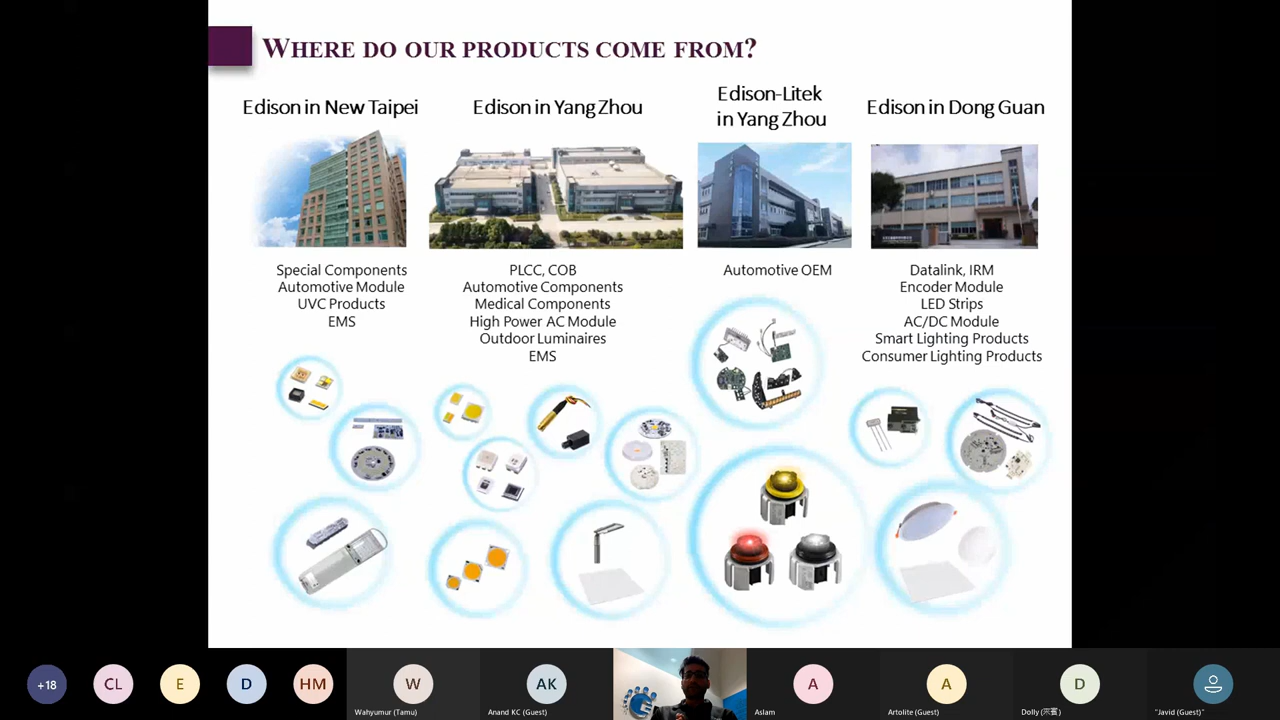 WHERE DO OUR PRODUCTS COME FROM?
Edison in New Taipei
Special Components
Automotive Module
UVC Products
EMS
Edison in Yang Zhou
PLCC, COB
Automotive Components
Medical Components
High Power AC Module
Outdoor Luminaires
EMS
Edison-Litek
in Yang Zhou
Automotive OEM
Edison in Dong Guan
Datalink, IRM
Encoder Module
LED Strips
AC/DC Module
Smart Lighting Products
Consumer Lighting Products
+18
CL
E
D
HM
W
Wahyumur (Tamu)
AK
Anand KC (Guest)
A
Aslam
A
Artolite (Guest)
D
"Javid (Guest)"